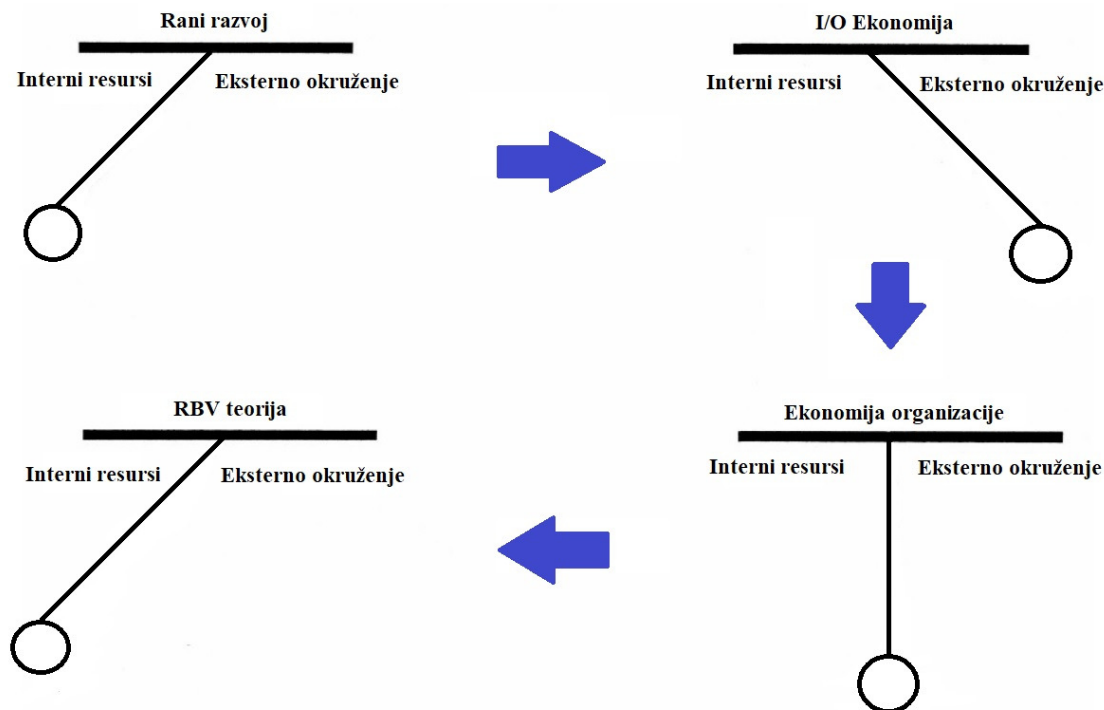 Rani razvoj
Interni resursi
Eksterno okruženje
I/O Ekonomija
Interni resursi
Eksterno okruženje
RBV teorija
Interni resursi
Eksterno okruženje
Ekonomija organizacije
Interni resursi
Eksterno okruženje